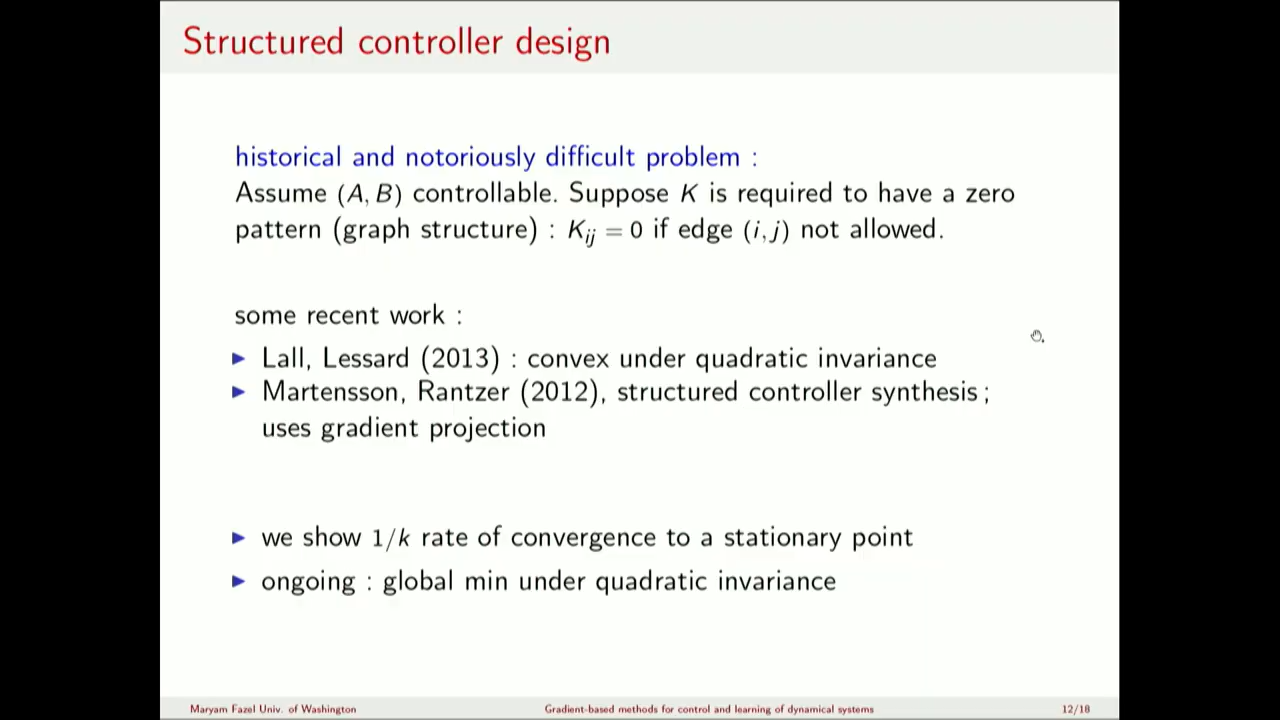 Structured controller design
historical and notoriously difficult problem :
Assume (A, B) controllable. Suppose K is required to have a zero
pattern (graph structure) : Kij = 0 if edge (i, j) not allowed.
some recent work :
▶ Lall, Lessard (2013) : convex under quadratic invariance
▶ Martensson, Rantzer (2012), structured controller synthesis ;
uses gradient projection
▶ we show 1/k rate of convergence to a stationary point
▶ ongoing : global min under quadratic invariance
Maryam Fazel Univ. of Washington Gradient-based methods for control and learning of dynamical systems 12/18